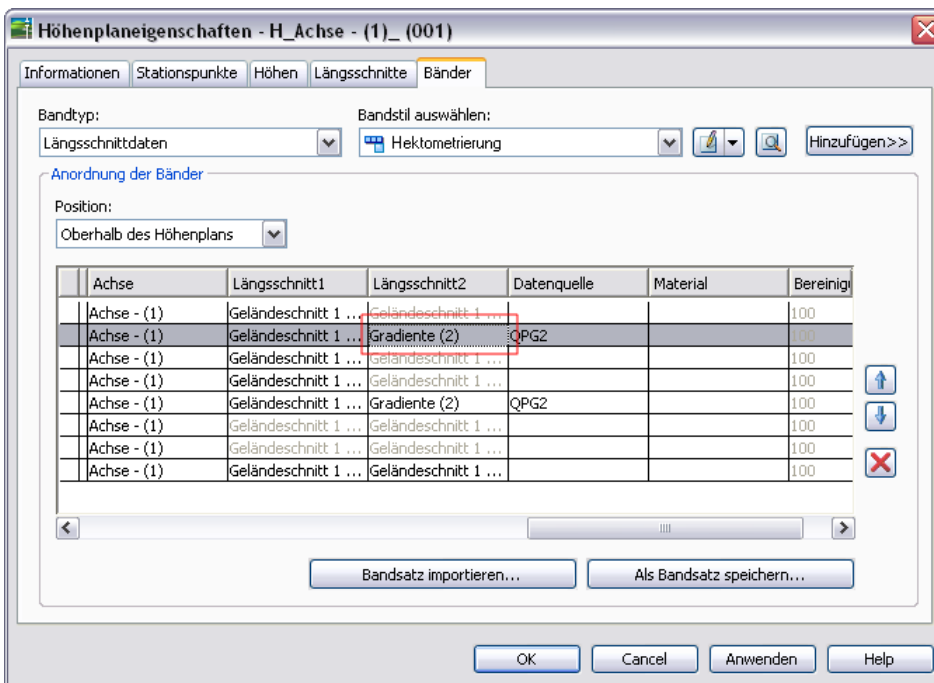 Höhenplaneigenschaften - H_Achse - (1)_ (001)
Informationen Stationspunkte Höhen Längsschnitte Bänder
Bandtyp: Bandstil auswählen:
Längsschnittdaten Hektometrierung Hinzufügen>>
Anordnung der Bänder
Position:
Oberhalb des Höhenplans
Achse Längsschnitt1 Längsschnitt2 Datenquelle Material Bereinigu
Achse - (1) Geländeschnitt 1 ... Geländeschnitt 1 ... 100
Achse - (1) Geländeschnitt 1 ... Gradiente (2) QPG2 100
Achse - (1) Geländeschnitt 1 ... Geländeschnitt 1 ... 100
Achse - (1) Geländeschnitt 1 ... Geländeschnitt 1 ... 100
Achse - (1) Geländeschnitt 1 ... Gradiente (2) QPG2 100
Achse - (1) Geländeschnitt 1 ... Geländeschnitt 1 ... 100
Achse - (1) Geländeschnitt 1 ... Geländeschnitt 1 ... 100
Achse - (1) Geländeschnitt 1 ... Geländeschnitt 1 ... 100
Bandsatz importieren... Als Bandsatz speichern...
OK Cancel Anwenden Help